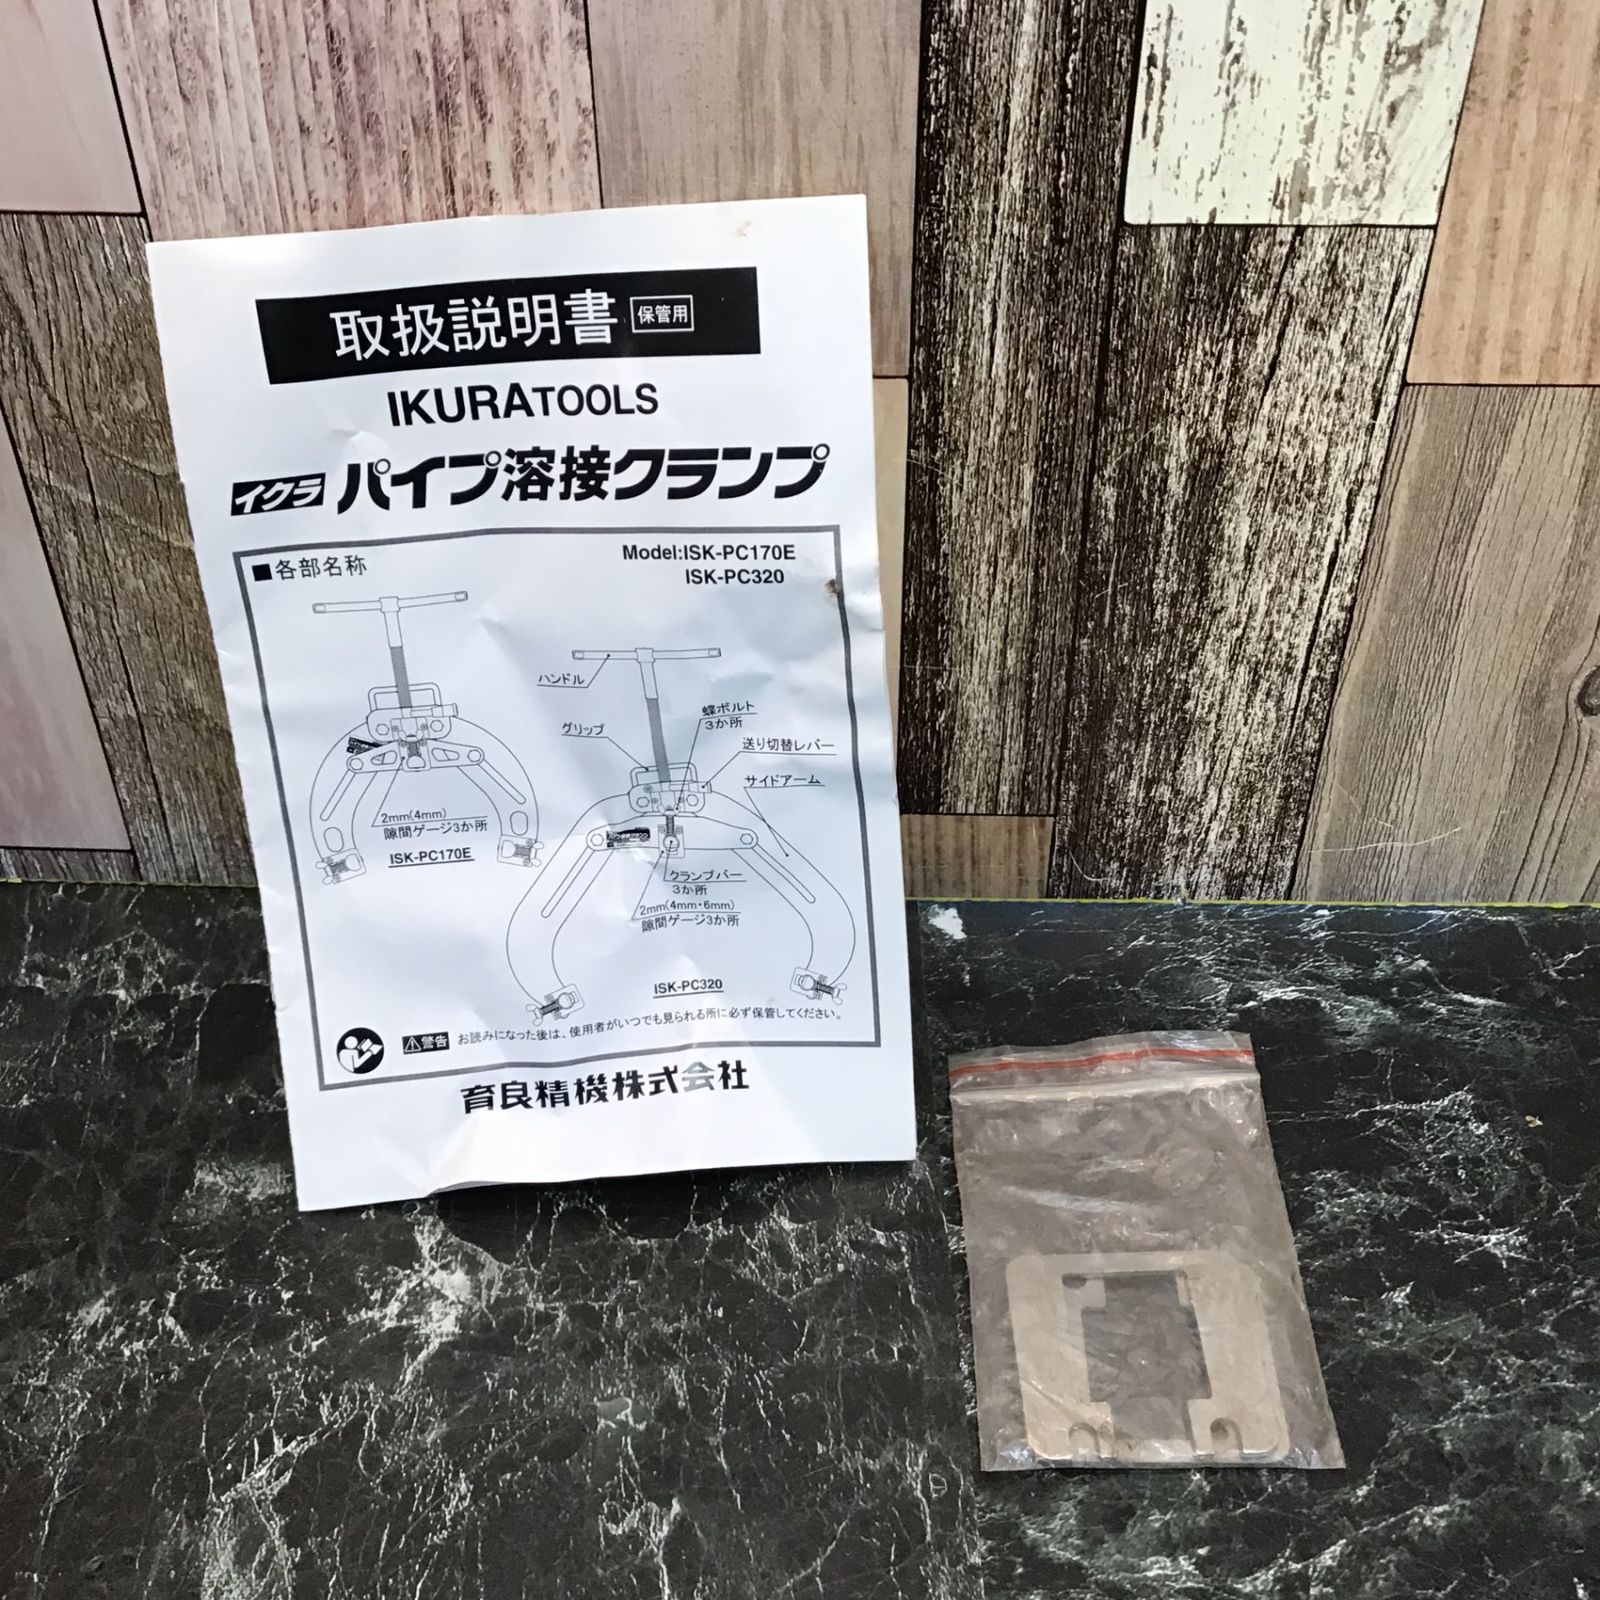 取扱説明書 保管用
IKURATOOLS
イクラ パイプ溶接クランプ
■各部名称
Model:ISK-PC170E
ISK-PC320
ハンドル
グリップ
蝶ボルト
3か所
送り切替レバー
サイドアーム
2mm(4mm)
隙間ゲージ3か所
ISK-PC170E
クランプバー
3か所
2mm(4mm・6mm)
隙間ゲージ3か所
ISK-PC320
⚠警告 お読みになった後は、使用者がいつでも見られる所に必ず保管してください。
育良精機株式会社